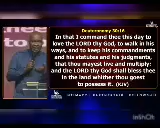 Deuteronomy 30:16
In that I command thee this day to
love the LORD thy God, to walk in his
ways, and to keep his commandments
and his statutes and his judgments,
that thou mayest live and multiply:
and the LORD thy God shall bless thee
in the land whither thou goest
to possess it. (KJV)